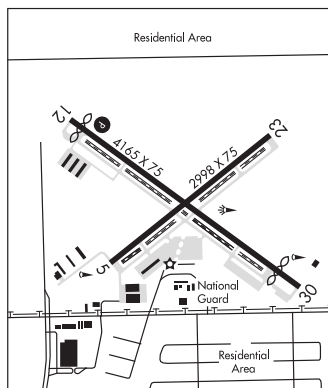 Residential Area
12
P
4165 X 75
2998 X 75
23
5
30
National
Guard
Residential
Area